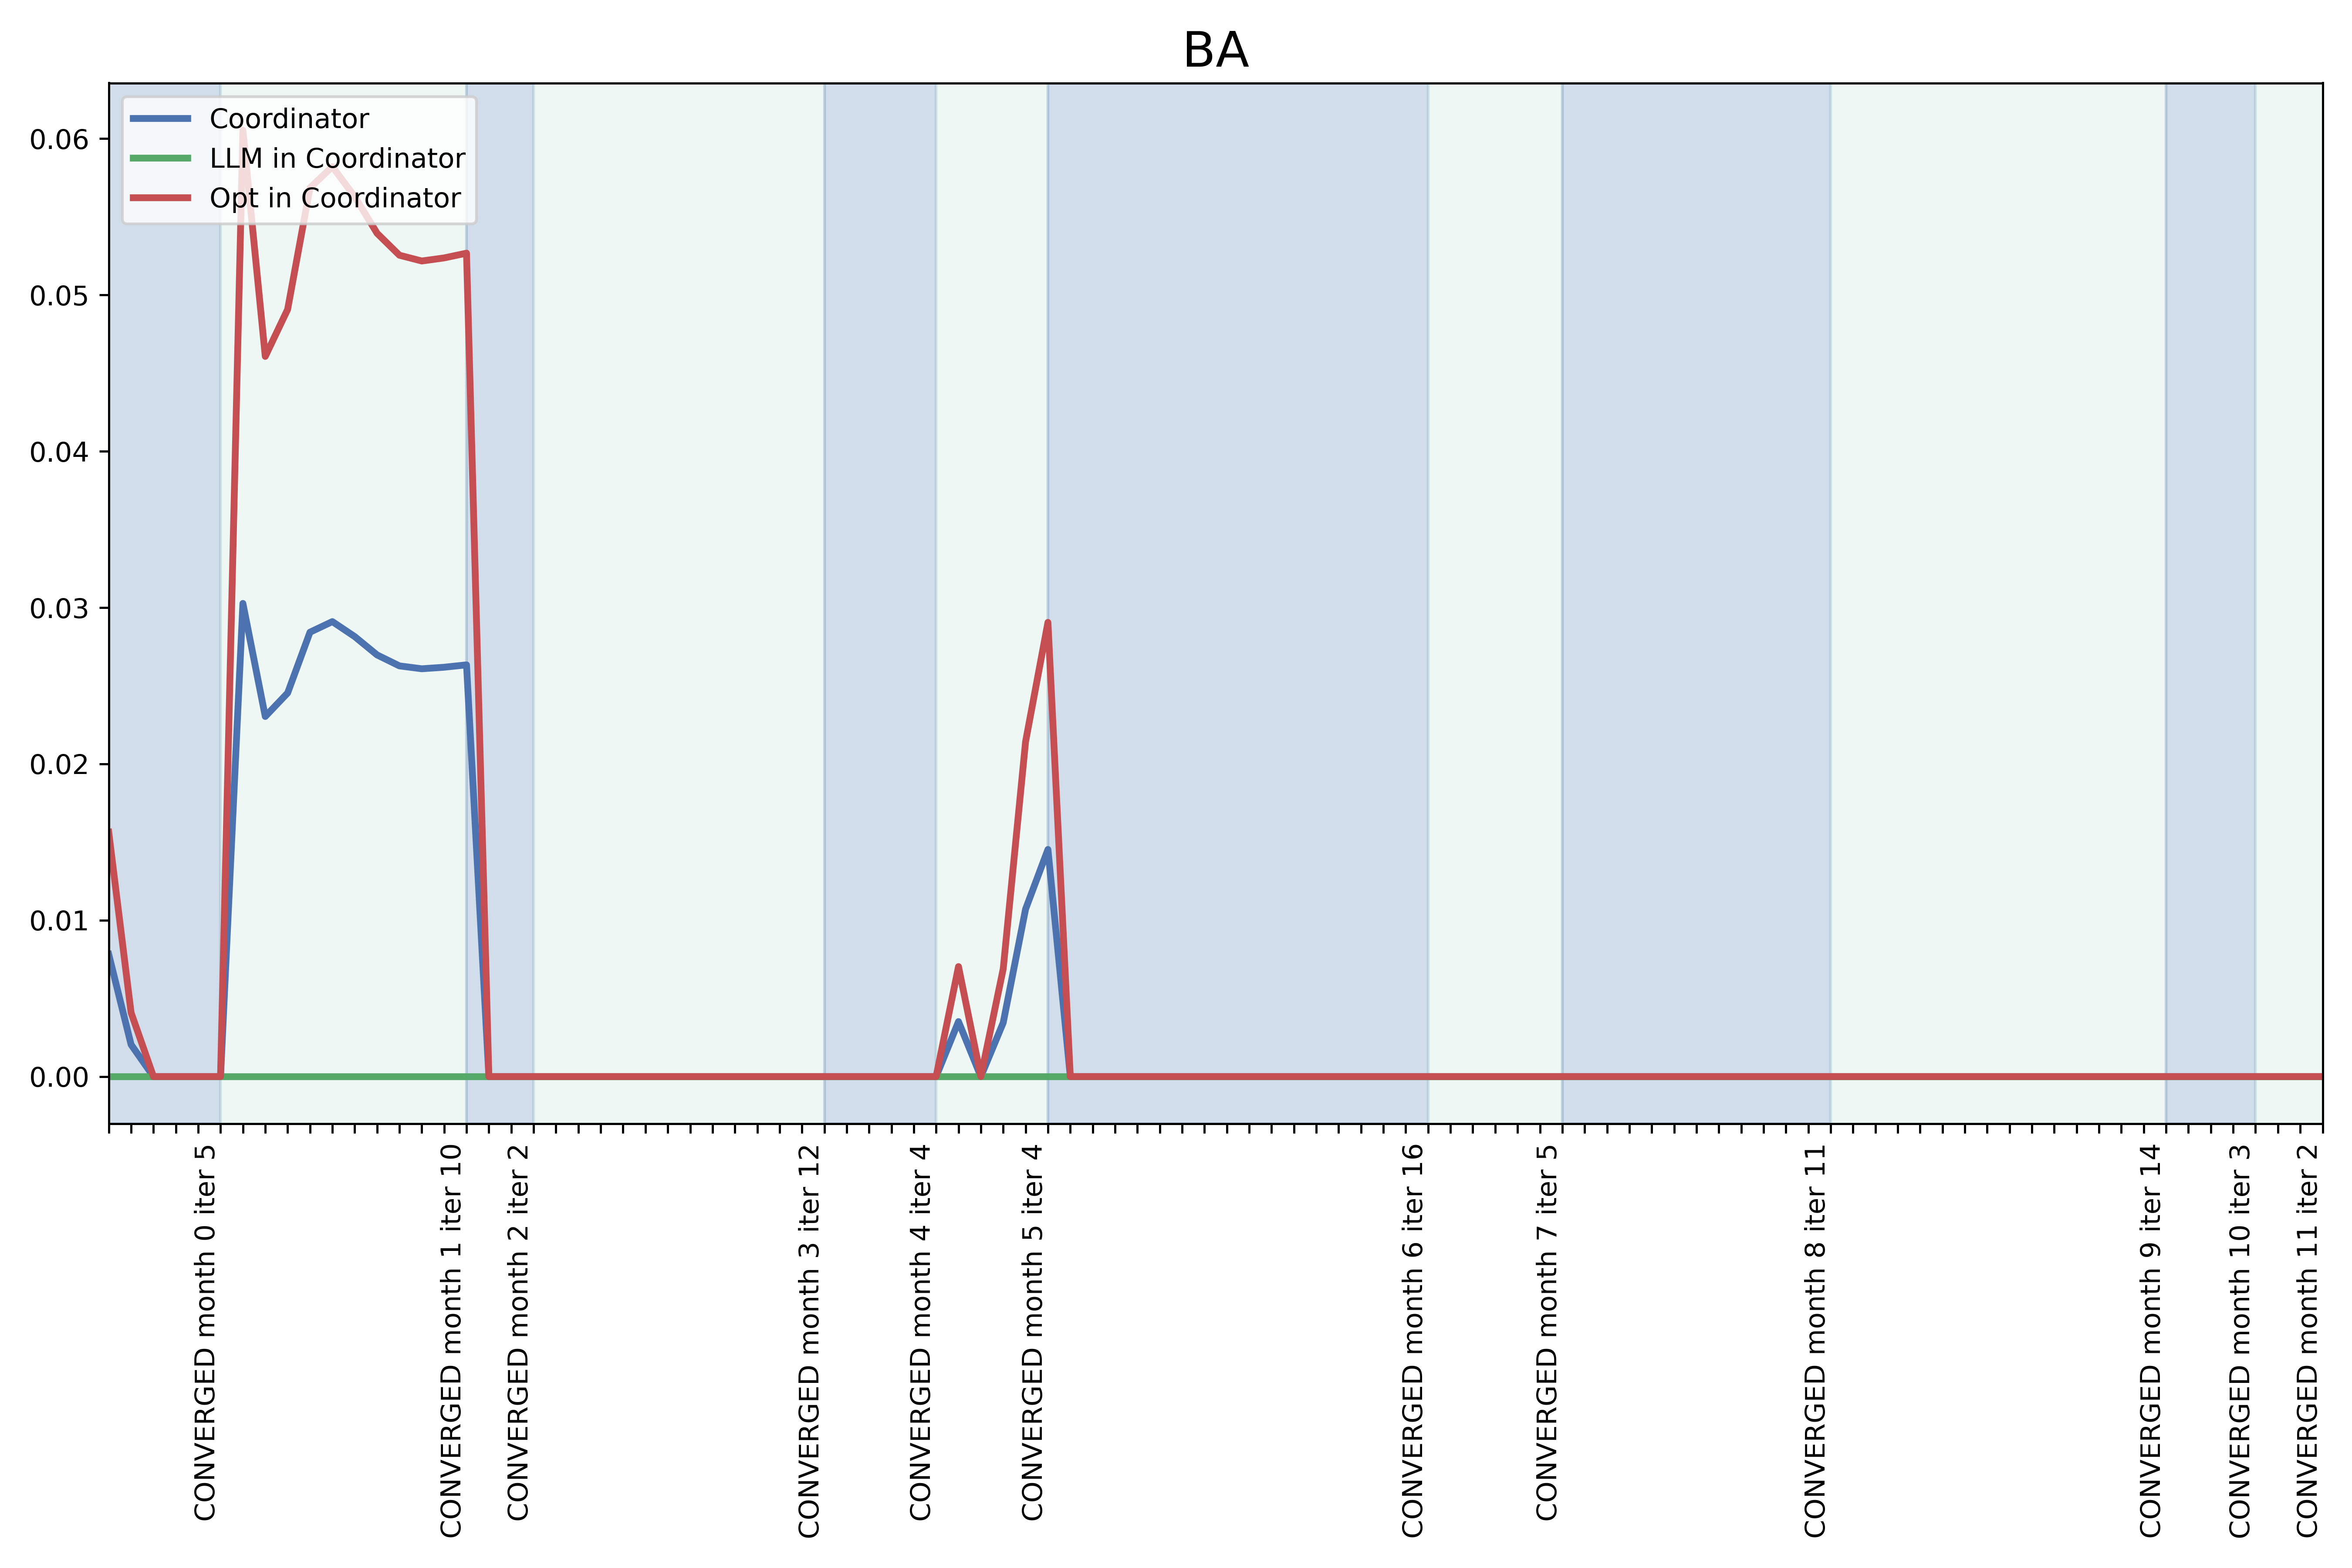 BA
Coordinator
LLM in Coordinator
Opt in Coordinator
0.06
0.05
0.04
0.03
0.02
0.01
0.00
CONVERGED month 0 iter 5
CONVERGED month 1 iter 10
CONVERGED month 2 iter 2
CONVERGED month 3 iter 12
CONVERGED month 4 iter 4
CONVERGED month 5 iter 4
CONVERGED month 6 iter 16
CONVERGED month 7 iter 5
CONVERGED month 8 iter 11
CONVERGED month 9 iter 14
CONVERGED month 10 iter 3
CONVERGED month 11 iter 2